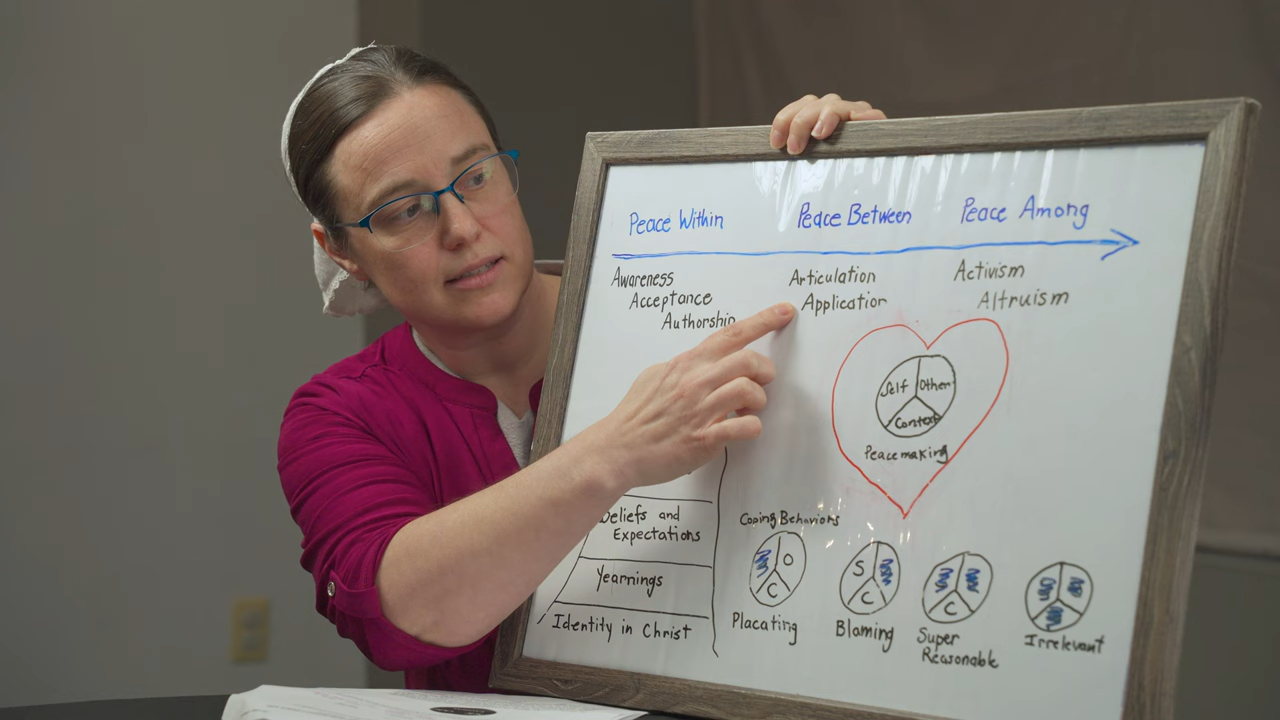 Peace Within
Peace Between
Peace Among
Awareness
Acceptance
Authorship
Articulation
Application
Activism
Altruism
Self
Other
Context
Peacemaking
Beliefs and
Expectations
Yearnings
Identity in Christ
Coping Behaviors
O
C
Placating
S
C
Blaming
C
Super
Reasonable
Irrelevant